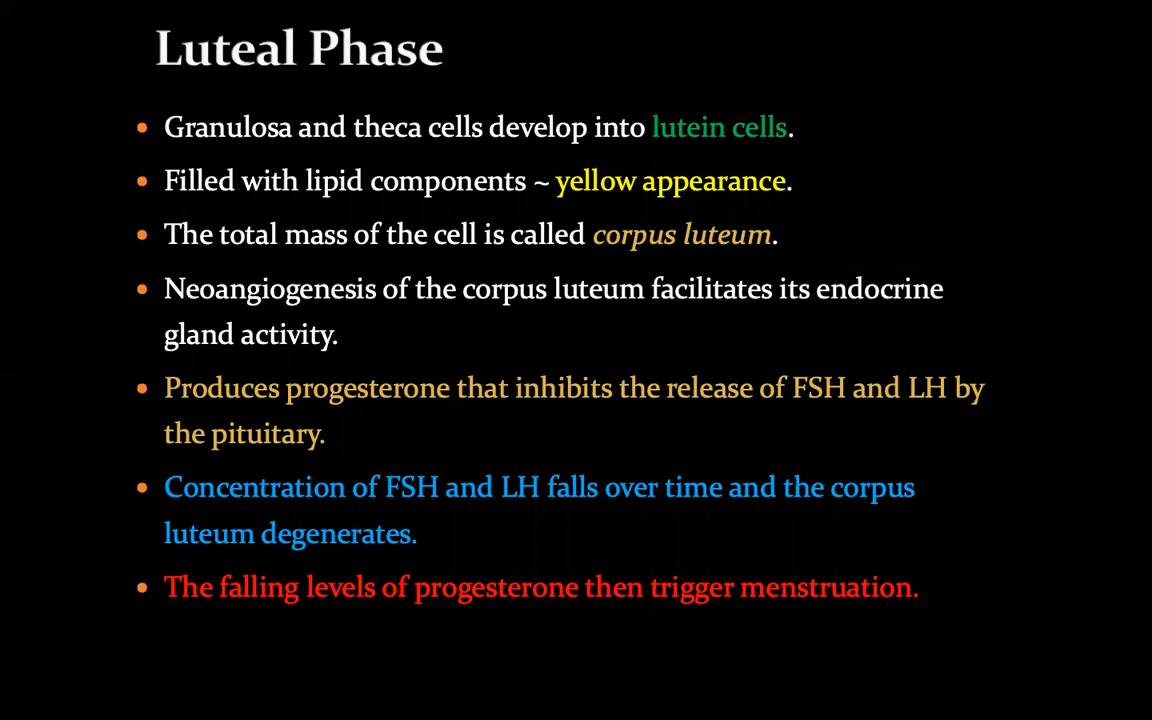 Luteal Phase
• Granulosa and theca cells develop into lutein cells.
• Filled with lipid components ~ yellow appearance.
• The total mass of the cell is called corpus luteum.
• Neoangiogenesis of the corpus luteum facilitates its endocrine
gland activity.
• Produces progesterone that inhibits the release of FSH and LH by
the pituitary.
• Concentration of FSH and LH falls over time and the corpus
luteum degenerates.
• The falling levels of progesterone then trigger menstruation.